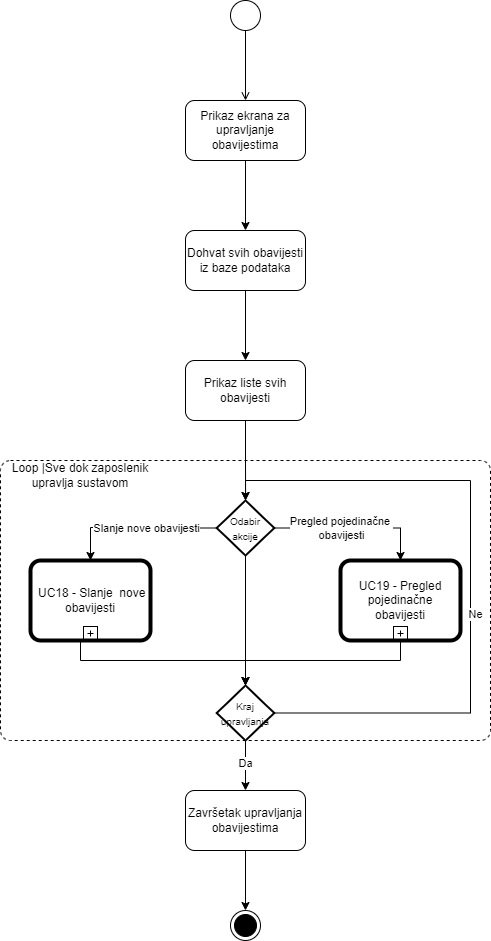 Prikaz ekrana za
upravljanje
obavijestima
Dohvat svih obavijesti
iz baze podataka
Prikaz liste svih
obavijesti
Loop |Sve dok zaposlenik
upravlja sustavom
Odabir
akcije
Slanje nove obavijesti
Pregled pojedinačne
obavijesti
UC18 - Slanje nove
obavijesti
UC19 - Pregled
pojedinačne
obavijesti
Ne
Kraj
upravljanja
Da
Završetak upravljanja
obavijestima